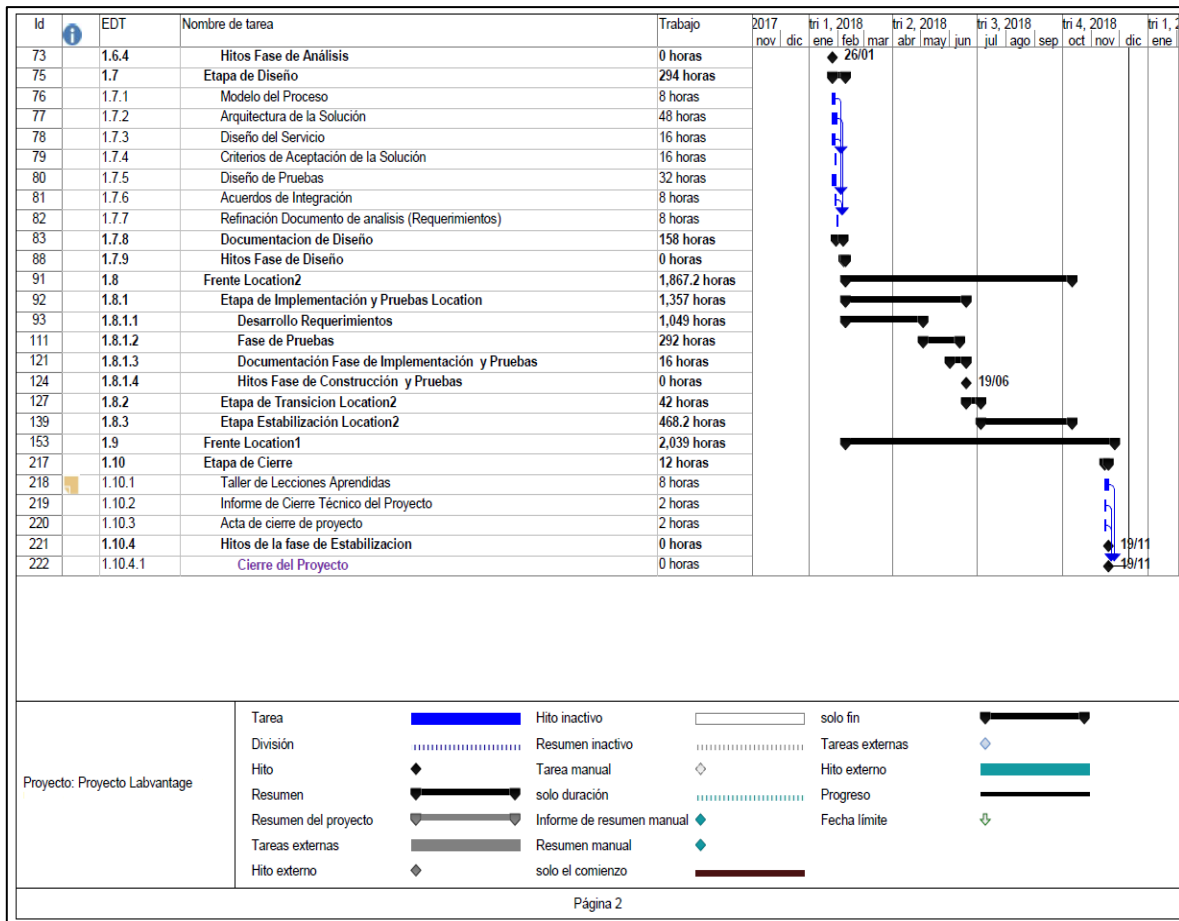 Id EDT Nombre de tarea Trabajo 2017 tri 1, 2018 tri 2, 2018 tri 3, 2018 tri 4, 2018 tri 1, 2
nov dic ene feb mar abr may jun jul ago sep oct nov dic ene
73 1.6.4 Hitos Fase de Análisis 0 horas 26/01
75 1.7 Etapa de Diseño 294 horas
76 1.7.1 Modelo del Proceso 8 horas
77 1.7.2 Arquitectura de la Solución 48 horas
78 1.7.3 Diseño del Servicio 16 horas
79 1.7.4 Criterios de Aceptación de la Solución 16 horas
80 1.7.5 Diseño de Pruebas 32 horas
81 1.7.6 Acuerdos de Integración 8 horas
82 1.7.7 Refinación Documento de analisis (Requerimientos) 8 horas
83 1.7.8 Documentacion de Diseño 158 horas
88 1.7.9 Hitos Fase de Diseño 0 horas
91 1.8 Frente Location2 1,867.2 horas
92 1.8.1 Etapa de Implementación y Pruebas Location 1,357 horas
93 1.8.1.1 Desarrollo Requerimientos 1,049 horas
111 1.8.1.2 Fase de Pruebas 292 horas
121 1.8.1.3 Documentación Fase de Implementación y Pruebas 16 horas
124 1.8.1.4 Hitos Fase de Construcción y Pruebas 0 horas 19/06
127 1.8.2 Etapa de Transicion Location2 42 horas
139 1.8.3 Etapa Estabilización Location2 468.2 horas
153 1.9 Frente Location1 2,039 horas
217 1.10 Etapa de Cierre 12 horas
218 1.10.1 Taller de Lecciones Aprendidas 8 horas
219 1.10.2 Informe de Cierre Técnico del Proyecto 2 horas
220 1.10.3 Acta de cierre de proyecto 2 horas
221 1.10.4 Hitos de la fase de Estabilizacion 0 horas 19/11
222 1.10.4.1 Cierre del Proyecto 0 horas 19/11
Proyecto: Proyecto Labvantage
Tarea
División
Hito
Resumen
Resumen del proyecto
Tareas externas
Hito externo
Hito inactivo
Resumen inactivo
Tarea manual
solo duración
Informe de resumen manual
Resumen manual
solo el comienzo
solo fin
Tareas externas
Hito externo
Progreso
Fecha límite
Página 2